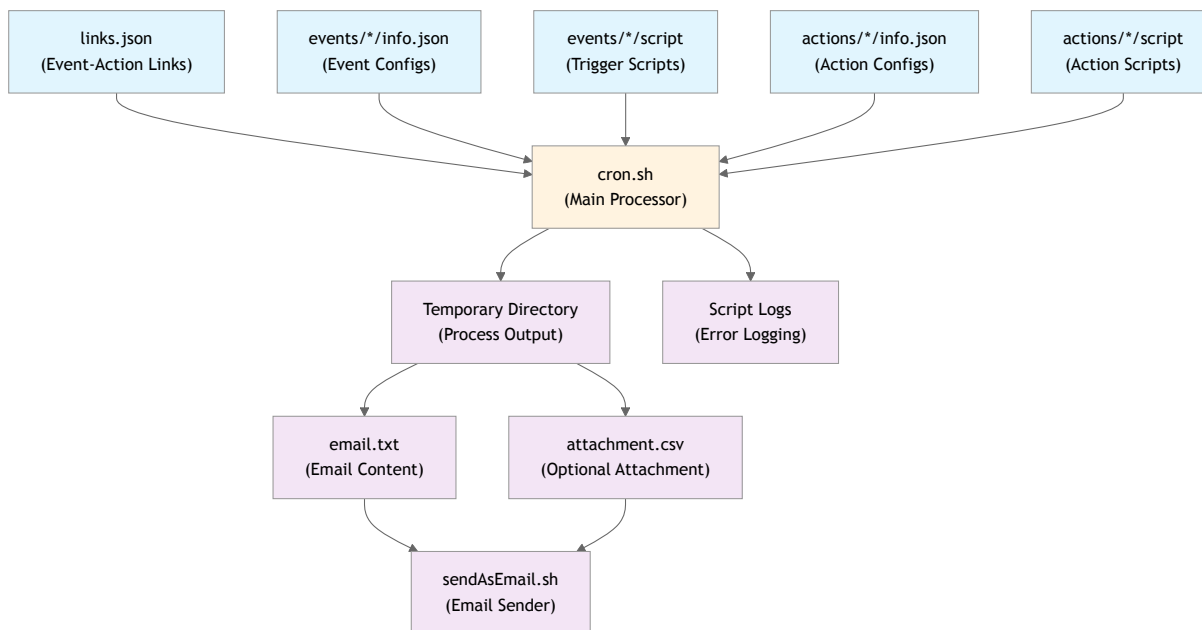 links.json
(Event-Action Links)
events/*/info.json
(Event Configs)
events/*/script
(Trigger Scripts)
actions/*/info.json
(Action Configs)
actions/*/script
(Action Scripts)
cron.sh
(Main Processor)
Temporary Directory
(Process Output)
Script Logs
(Error Logging)
email.txt
(Email Content)
attachment.csv
(Optional Attachment)
sendAsEmail.sh
(Email Sender)